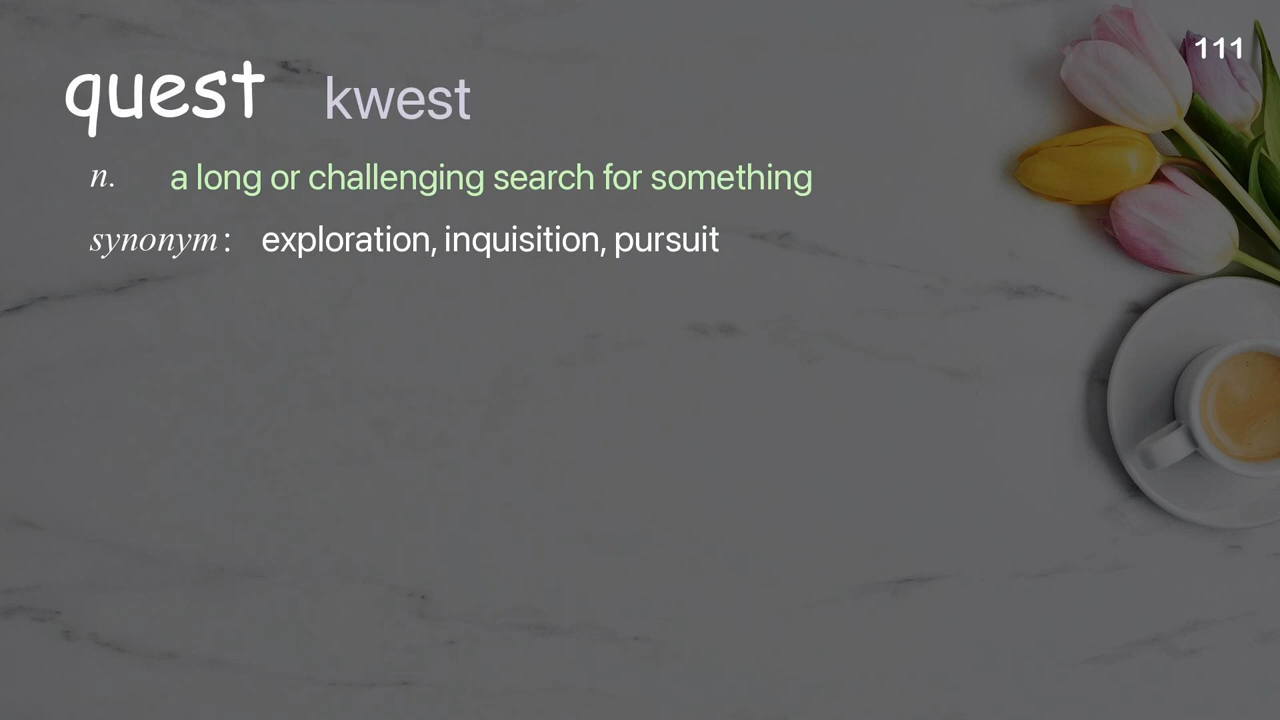 111
quest kwest
n. a long or challenging search for something
synonym : exploration, inquisition, pursuit